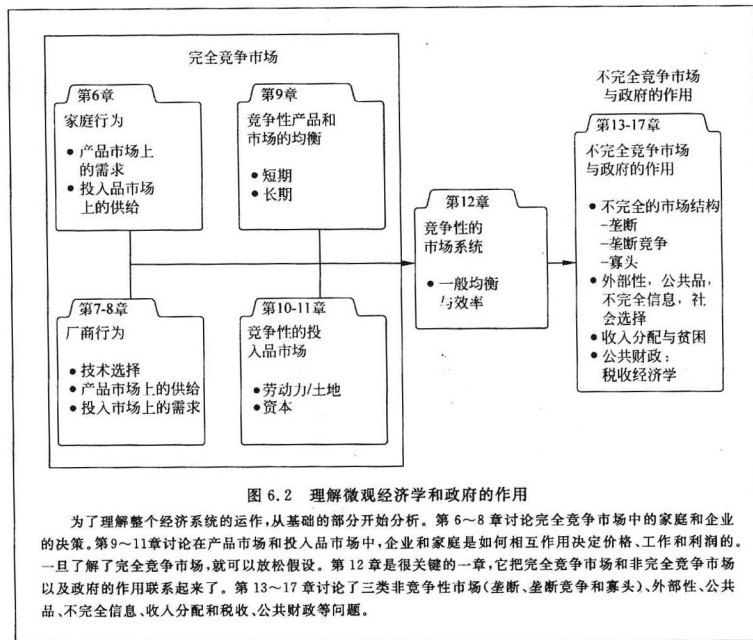 完全竞争市场
第6章
家庭行为
● 产品市场上
的需求
● 投入品市场
上的供给
第9章
竞争性产品和
市场的均衡
● 短期
● 长期
第7-8章
厂商行为
● 技术选择
● 产品市场上的供给
● 投入市场上的需求
第10-11章
竞争性的投
入品市场
● 劳动力/土地
● 资本
第12章
竞争性的
市场系统
● 一般均衡
与效率
不完全竞争市场
与政府的作用
第13-17章
不完全竞争市场
与政府的作用
● 不完全的市场结构
-垄断
-垄断竞争
-寡头
● 外部性，公共品，
不完全信息，社
会选择
● 收入分配与贫困
● 公共财政：
税收经济学
图 6.2 理解微观经济学和政府的作用
为了理解整个经济系统的运作,从基础的部分开始分析。第 6～8 章讨论完全竞争市场中的家庭和企业
的决策。第9～11章讨论在产品市场和投入品市场中,企业和家庭是如何相互作用决定价格、工作和利润的。
一旦了解了完全竞争市场,就可以放松假设。第 12 章是很关键的一章,它把完全竞争市场和非完全竞争市场
以及政府的作用联系起来了。第 13～17 章讨论了三类非竞争性市场(垄断、垄断竞争和寡头)、外部性、公共
品、不完全信息、收入分配和税收、公共财政等问题。